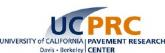 UCPRC
UNIVERSITY of CALIFORNIA | PAVEMENT RESEARCH
Davis • Berkeley | CENTER